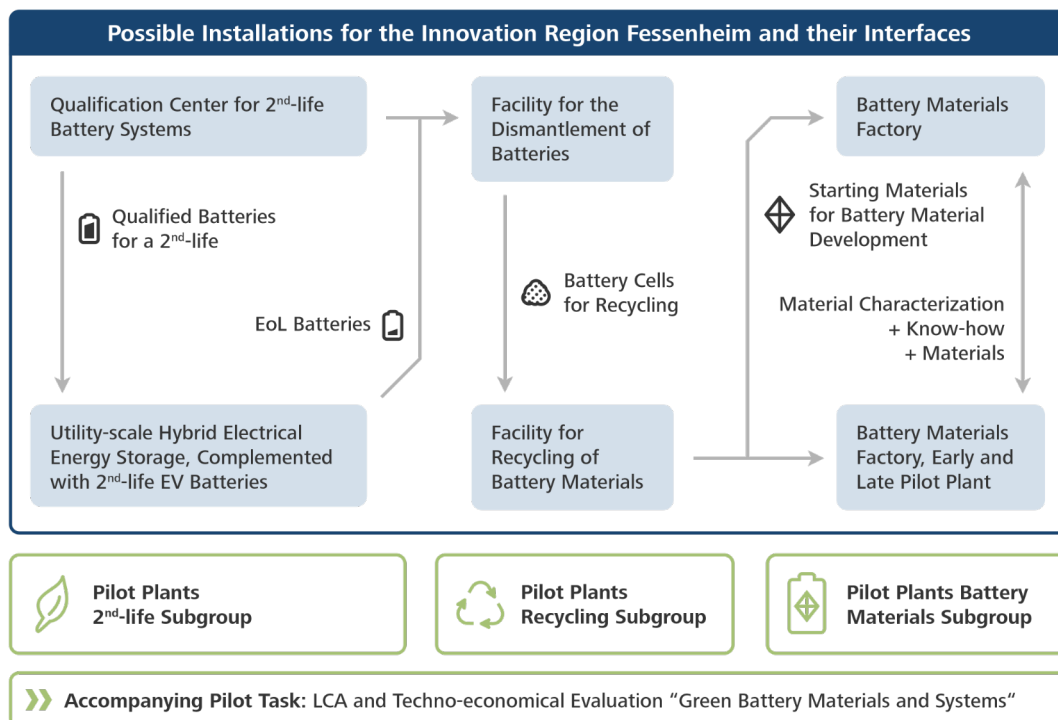 Possible Installations for the Innovation Region Fessenheim and their Interfaces
Qualification Center for 2nd-life
Battery Systems
Facility for the
Dismantlement of
Batteries
Battery Materials
Factory
Qualified Batteries
for a 2nd-life
Starting Materials
for Battery Material
Development
Battery Cells
for Recycling
EoL Batteries
Material Characterization
+ Know-how
+ Materials
Utility-scale Hybrid Electrical
Energy Storage, Complemented
with 2nd-life EV Batteries
Facility for
Recycling of
Battery Materials
Battery Materials
Factory, Early and
Late Pilot Plant
Pilot Plants
2nd-life Subgroup
Pilot Plants
Recycling Subgroup
Pilot Plants Battery
Materials Subgroup
Accompanying Pilot Task: LCA and Techno-economical Evaluation “Green Battery Materials and Systems“